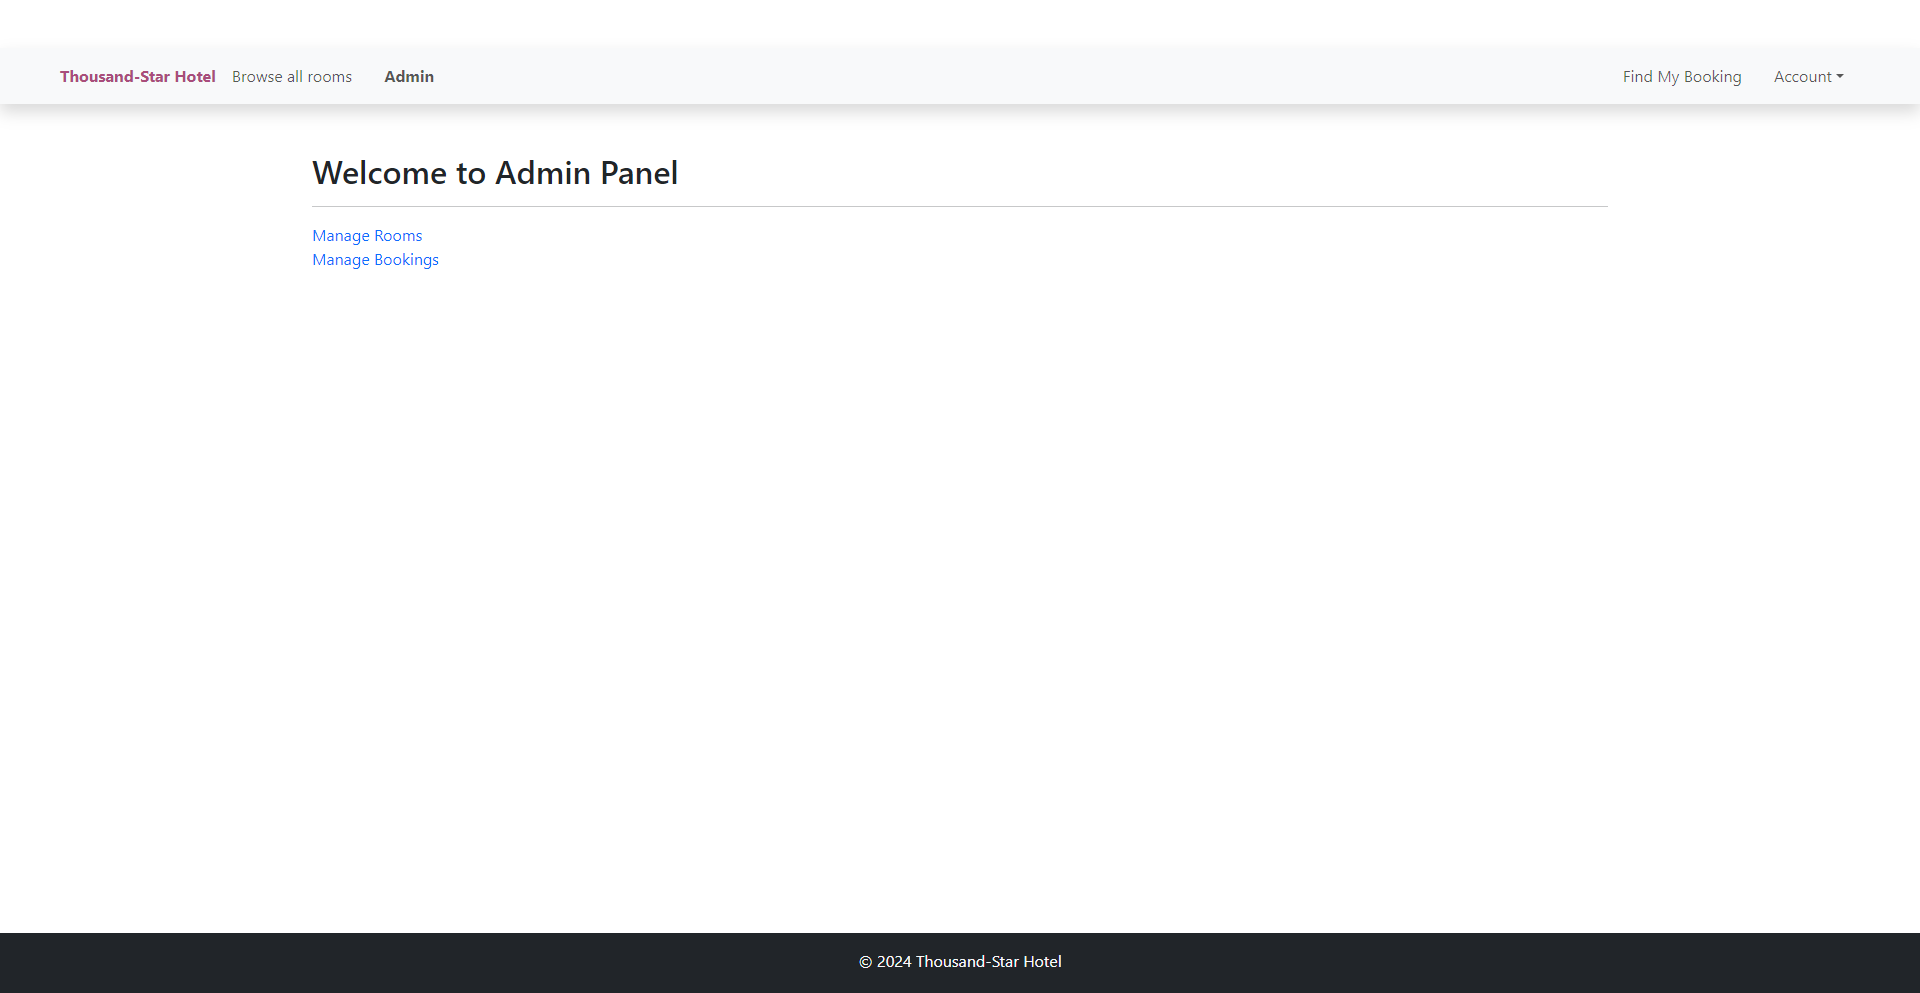 Thousand-Star Hotel Browse all rooms Admin Find My Booking Account
Welcome to Admin Panel
Manage Rooms
Manage Bookings
© 2024 Thousand-Star Hotel